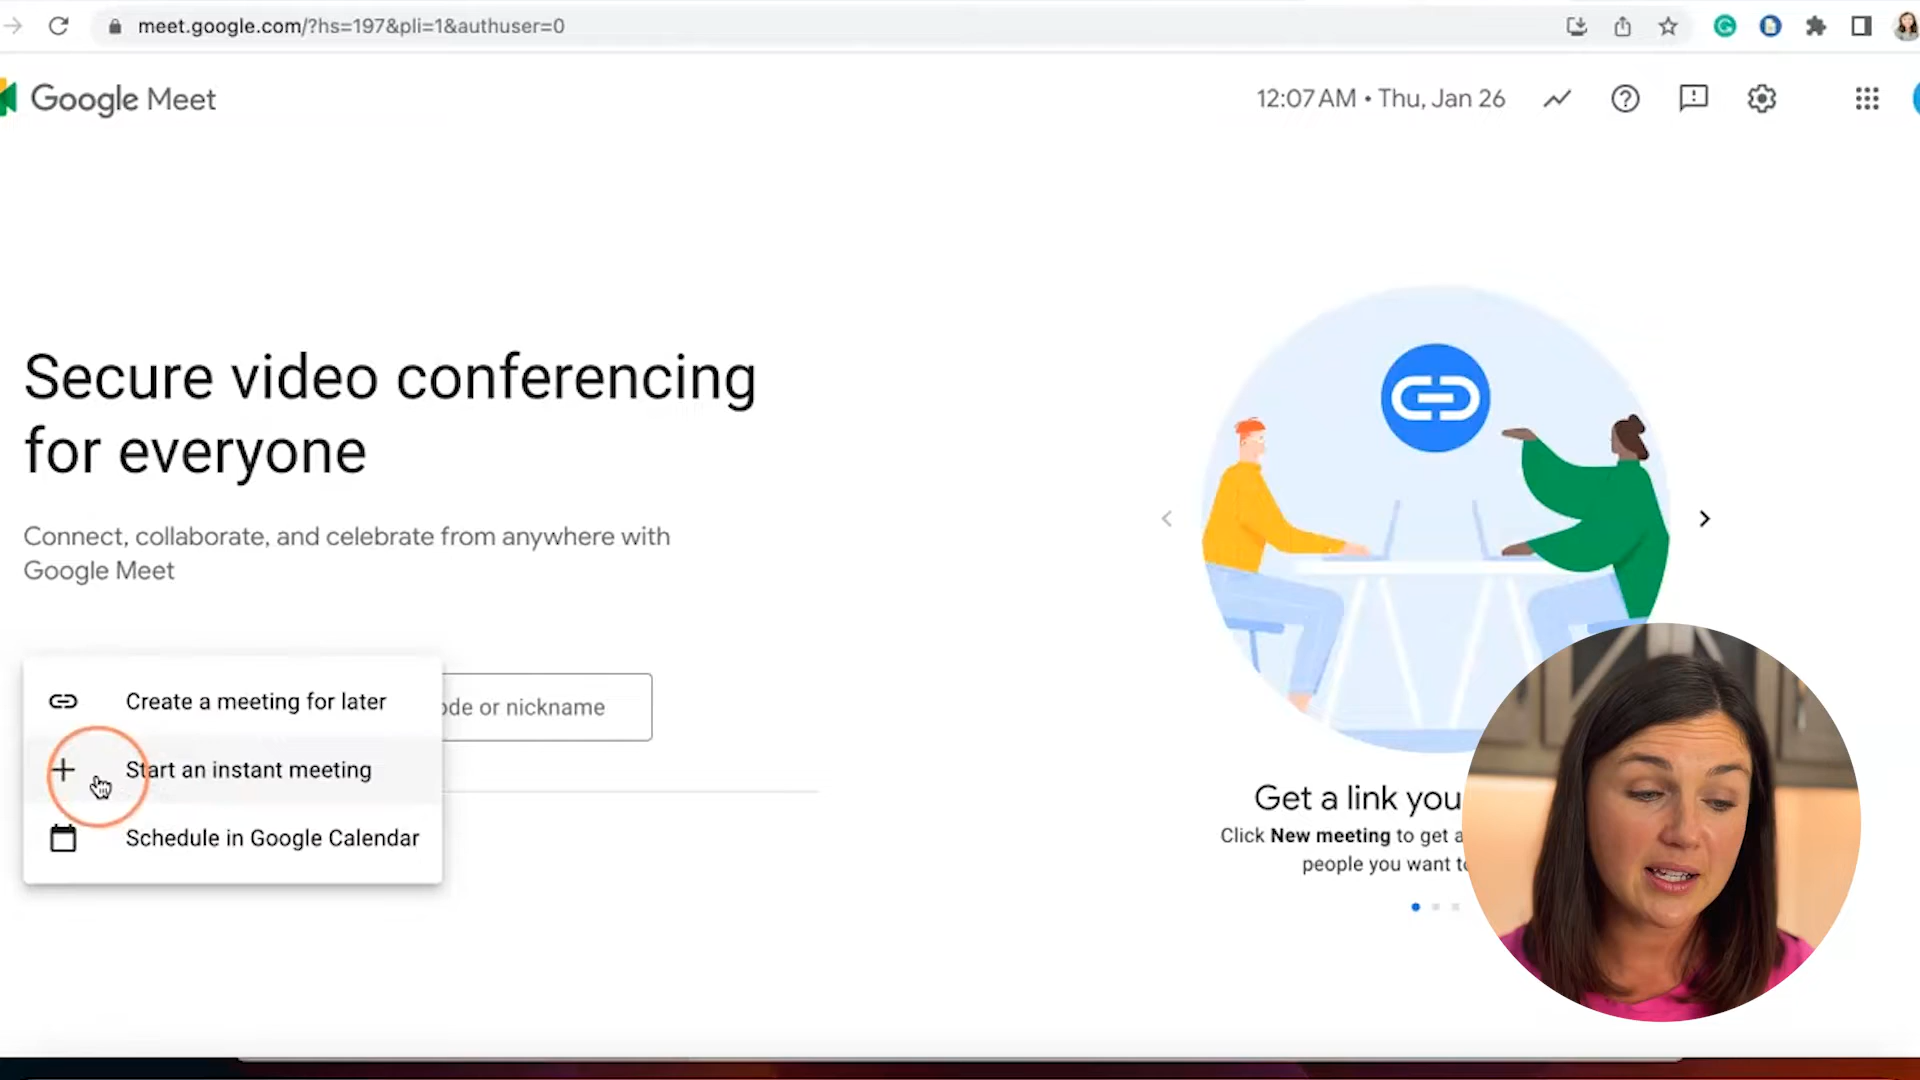 meet.google.com/?hs=197&pli=1&authuser=0
Google Meet
12:07 AM • Thu, Jan 26
Secure video conferencing
for everyone
Connect, collaborate, and celebrate from anywhere with
Google Meet
Create a meeting for later
or nickname
Start an instant meeting
Schedule in Google Calendar
Get a link you
Click New meeting to get a
people you want